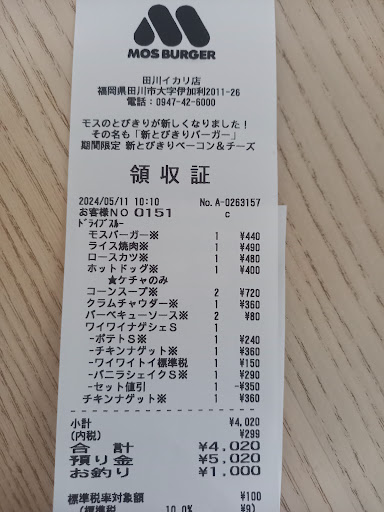 MOS BURGER
田川イカリ店
福岡県田川市大字伊加利2011-26
電話：0947-42-6000
モスのとびきりが新しくなりました！
その名も「新とびきりバーガー」
期間限定 新とびきりベーコン＆チーズ
領収証
2024/05/11 10:10 No.A-0263157
お客様NO 0151 c
ﾄﾞﾗｲﾌﾞｽﾙｰ
モスバーガー※ 1 ¥440
ライス焼肉※ 1 ¥490
ロースカツ※ 1 ¥480
ホットドッグ※ 1 ¥400
★ケチャのみ
コーンスープ※ 2 ¥720
クラムチャウダー※ 1 ¥360
バーベキューソース※ 2 ¥80
ワイワイナゲシェS 1
-ポテトS※ 1 ¥240
-チキンナゲット※ 1 ¥360
-ワイワイトイ標準税 1 ¥150
-バニラシェイクS※ 1 ¥290
-セット値引 1 -¥350
チキンナゲット※ 1 ¥360
小計 ¥4,020
(内税) ¥299
合計 ¥4,020
預り金 ¥5,020
お釣り ¥1,000
標準税率対象額 ¥100
(標準税 10.0% ¥9)